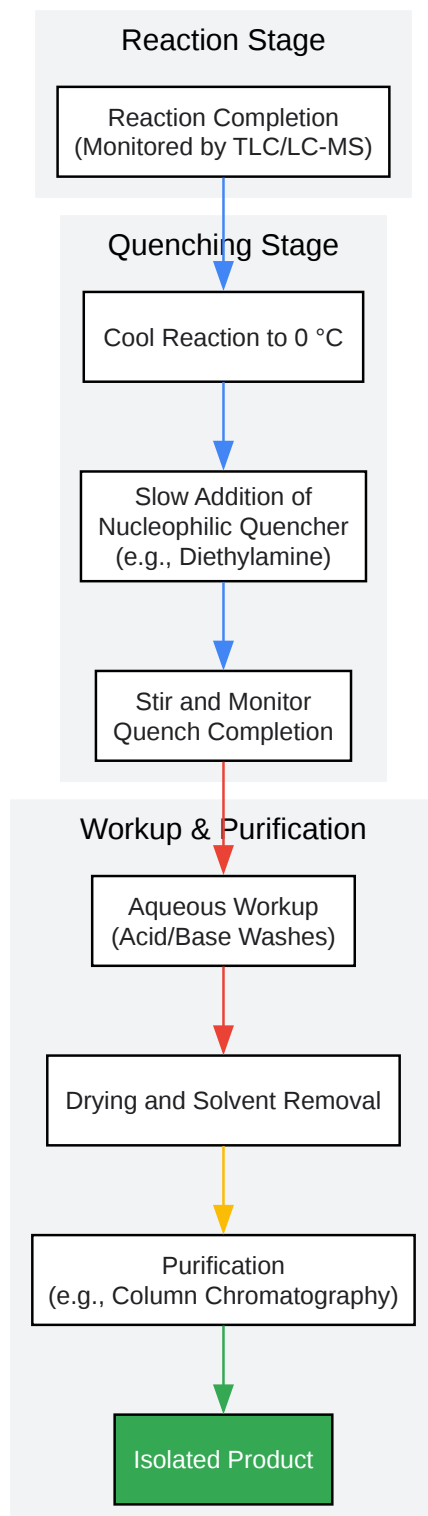 Reaction Stage
Reaction Completion
(Monitored by TLC/LC-MS)
Quenching Stage
Cool Reaction to 0 °C
Slow Addition of
Nucleophilic Quencher
(e.g., Diethylamine)
Stir and Monitor
Quench Completion
Workup & Purification
Aqueous Workup
(Acid/Base Washes)
Drying and Solvent Removal
Purification
(e.g., Column Chromatography)
Isolated Product